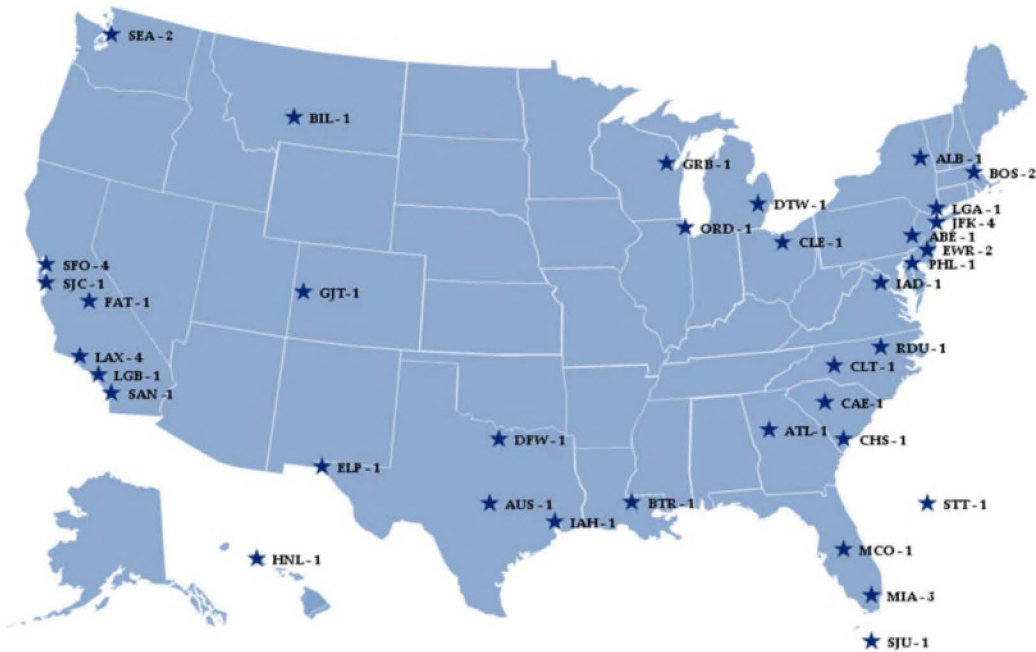 SEA - 2
BIL - 1
GRB - 1
ALB - 1
BOS - 2
DTW - 1
LGA - 1
JFK - 4
ORD - 1
ABE - 1
CLE - 1
EWR - 2
PHL - 1
SFO - 4
SJC - 1
IAD - 1
GJT - 1
FAT - 1
RDU - 1
LAX - 4
CLT - 1
LGB - 1
SAN - 1
CAE - 1
ATL - 1
DFW - 1
CHS - 1
ELP - 1
AUS - 1
BTR - 1
STT - 1
IAH - 1
MCO - 1
HNL - 1
MIA - 3
SJU - 1